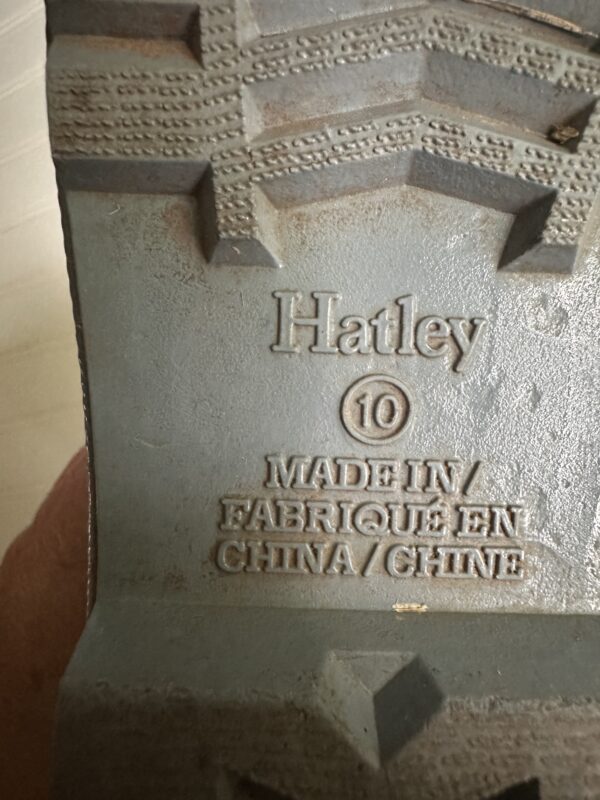 Hatley
10
MADE IN/
FABRIQUÉ EN
CHINA/CHINE